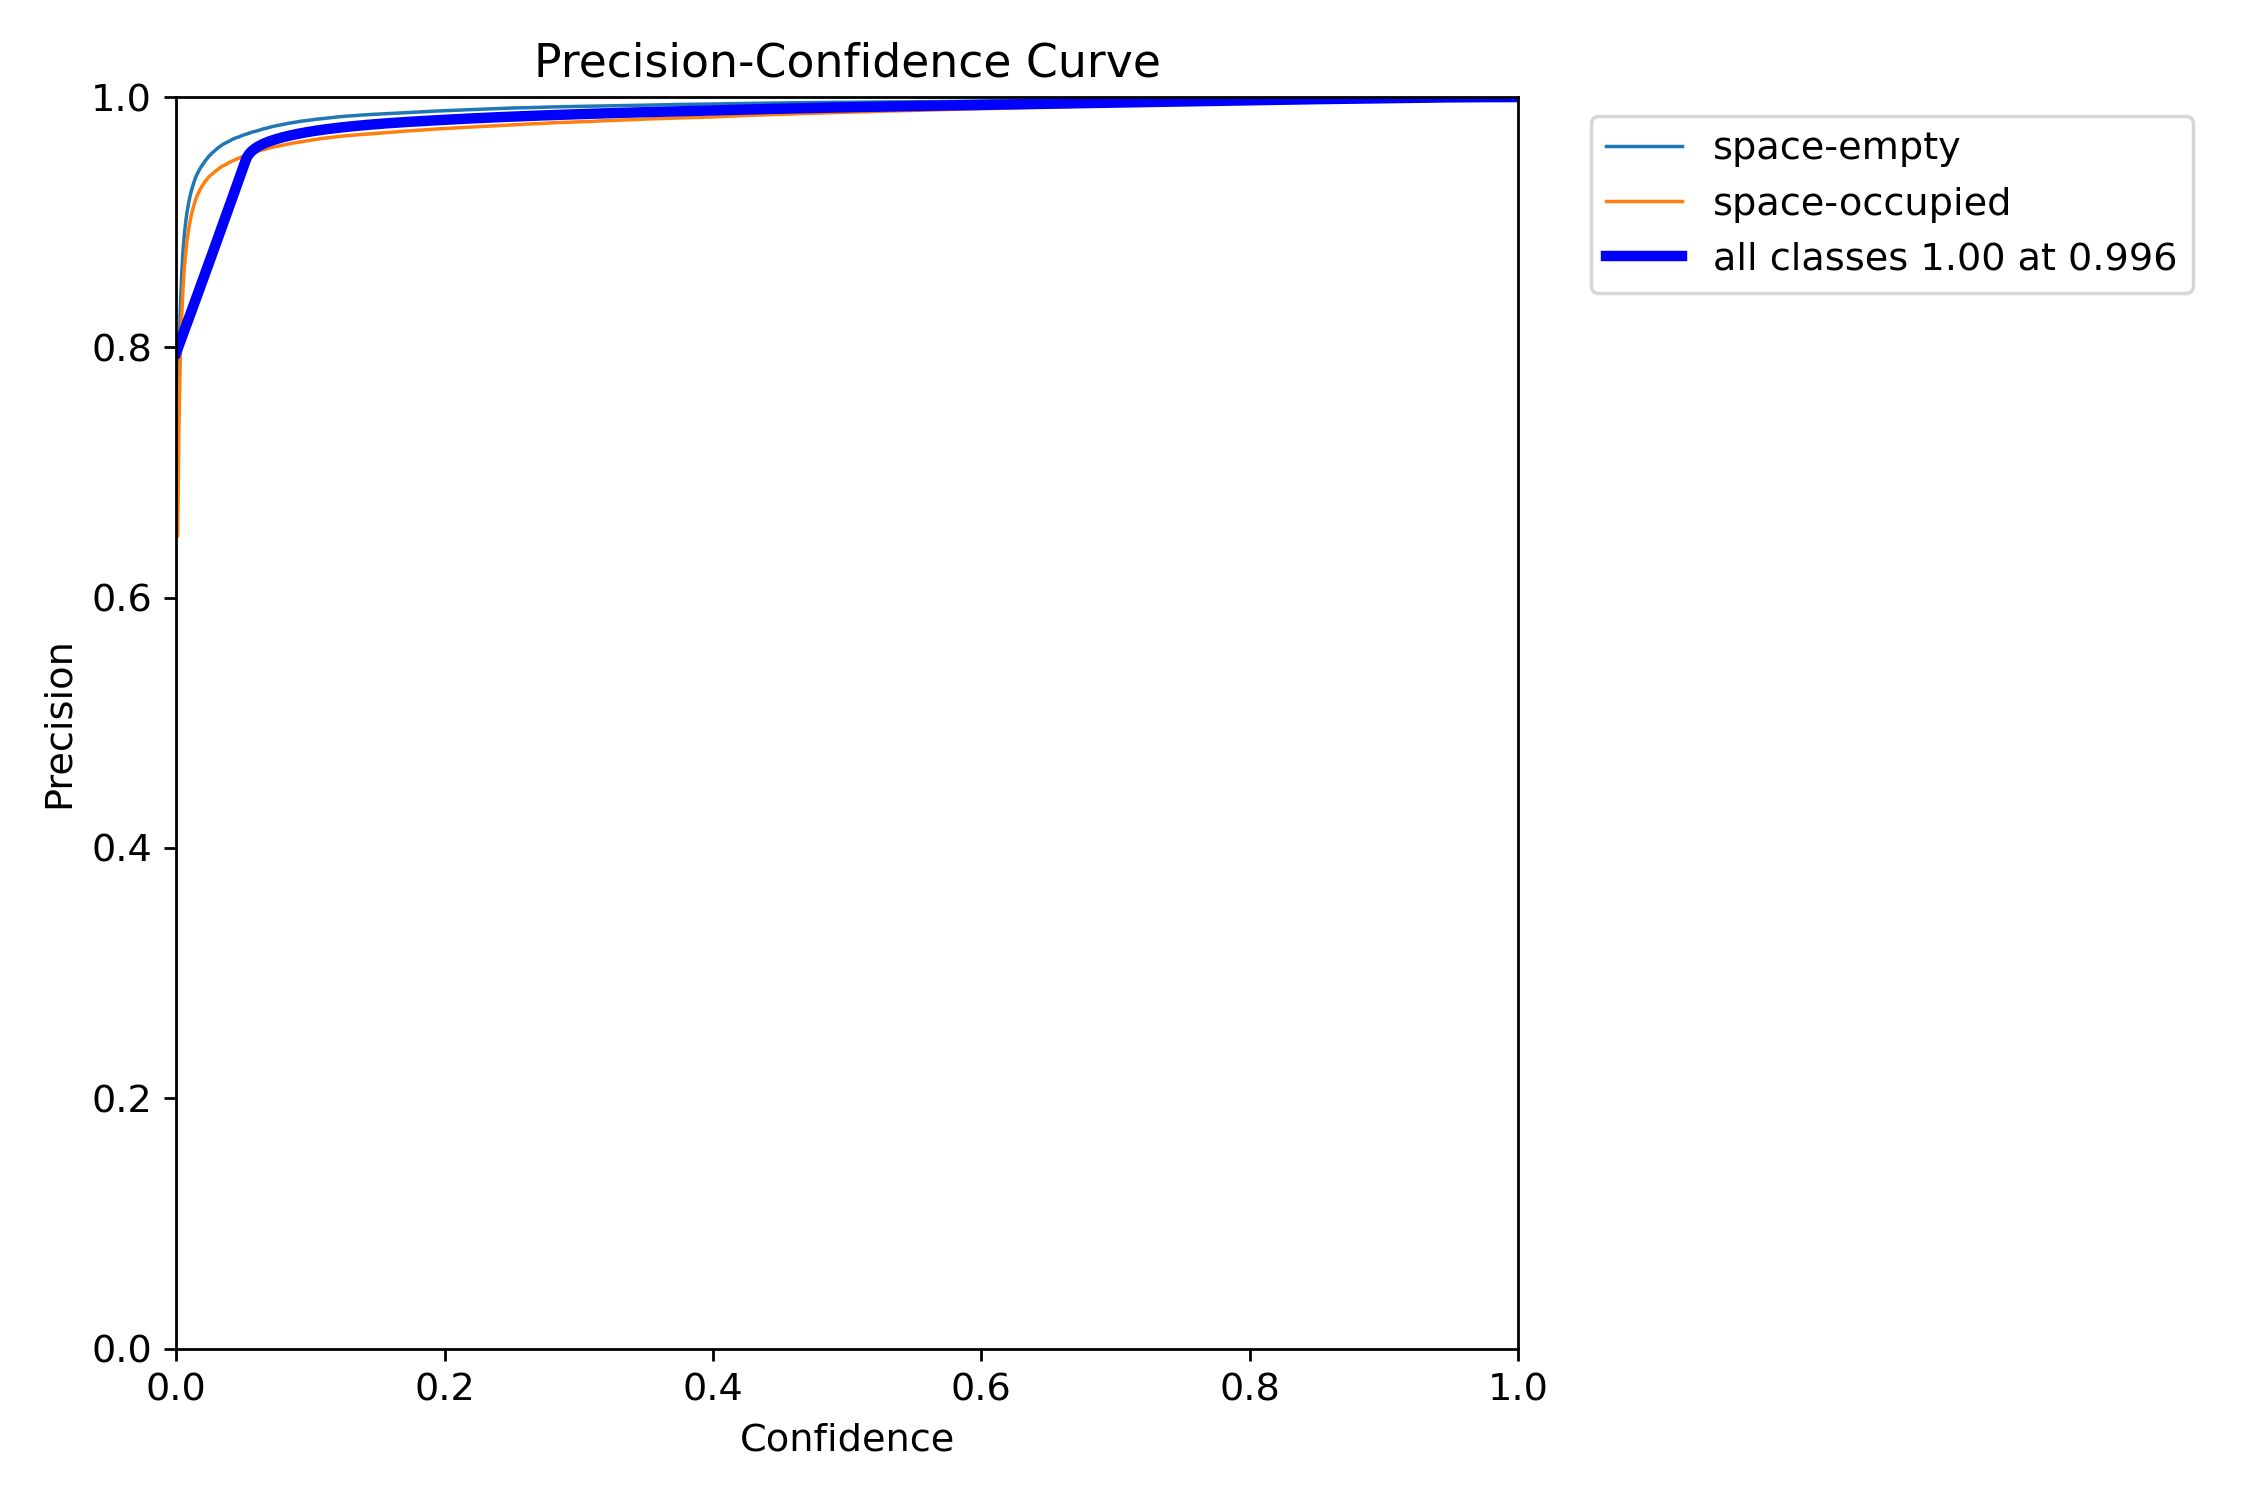 Precision-Confidence Curve
1.0
0.8
0.6
0.4
0.2
0.0
Precision
0.0 0.2 0.4 0.6 0.8 1.0
Confidence
space-empty
space-occupied
all classes 1.00 at 0.996